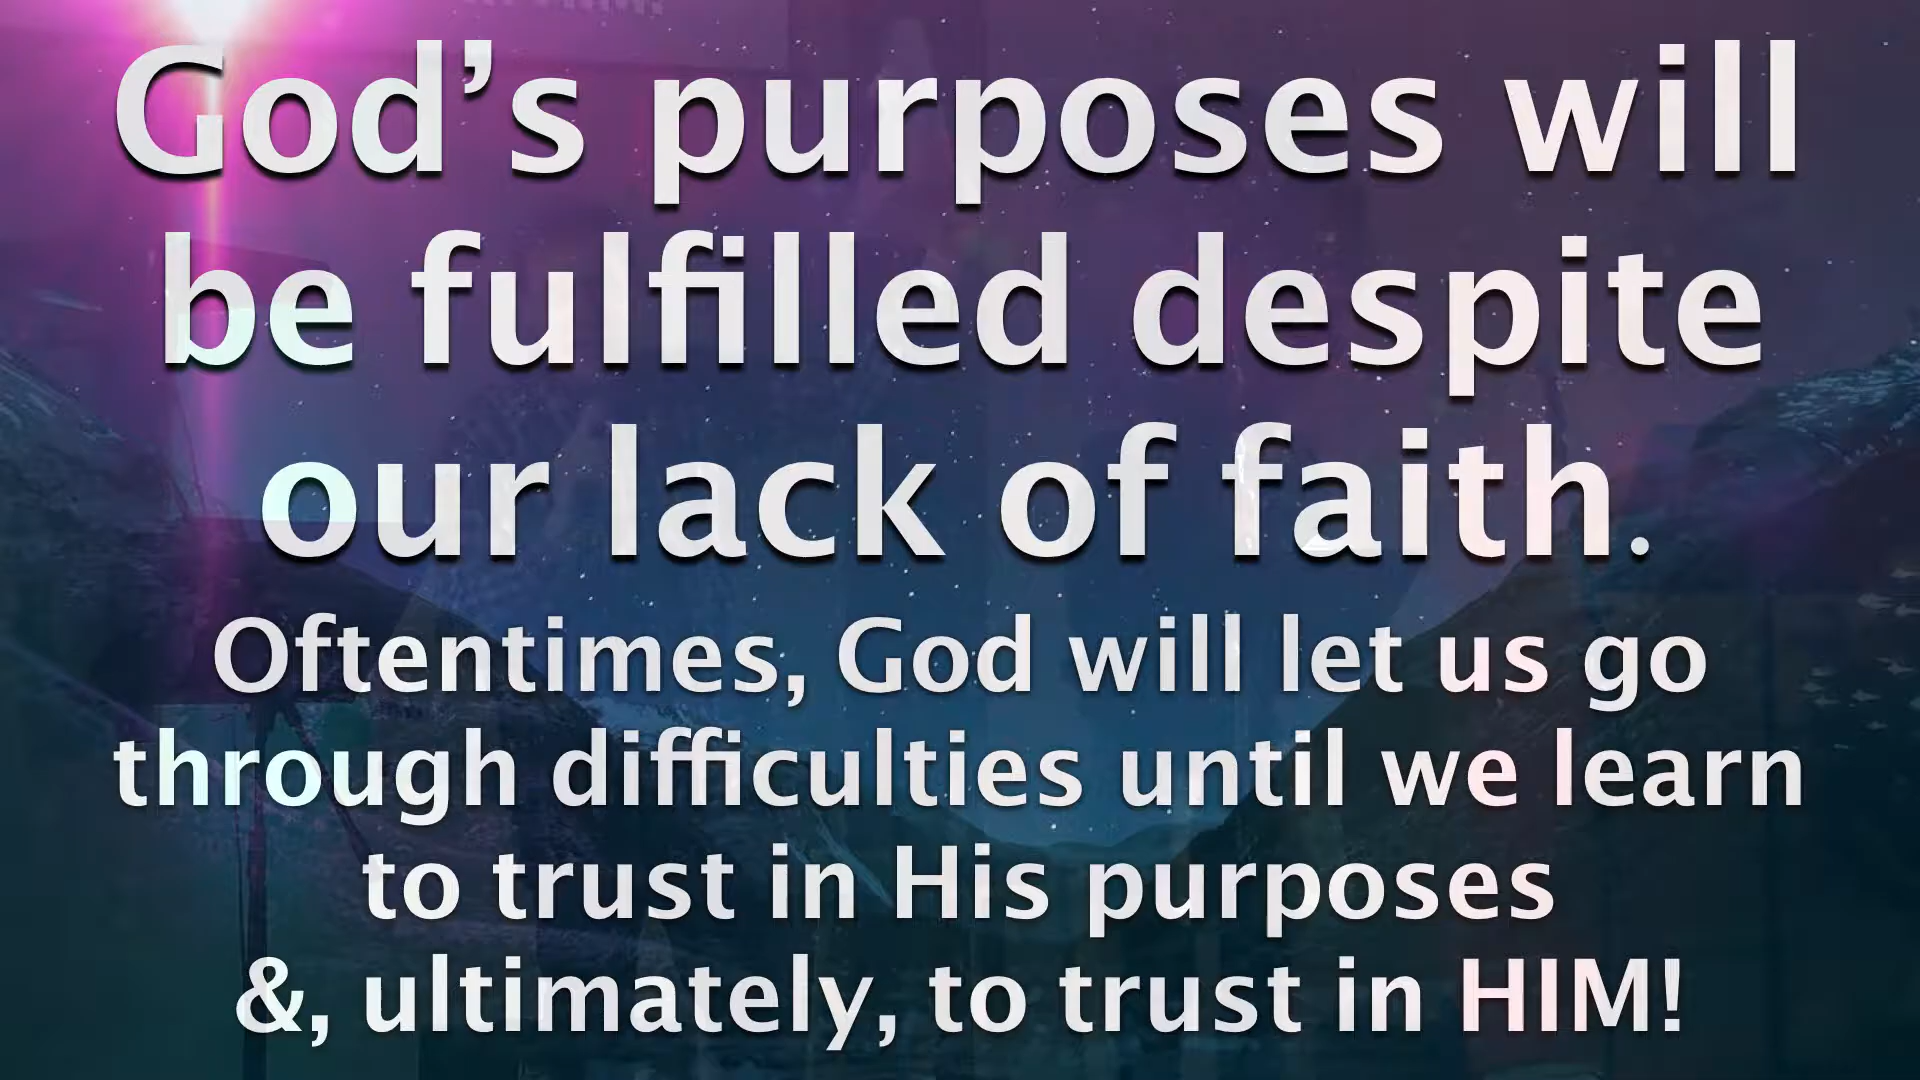 God’s purposes will
be fulfilled despite
our lack of faith.
Oftentimes, God will let us go
through difficulties until we learn
to trust in His purposes
&, ultimately, to trust in HIM!